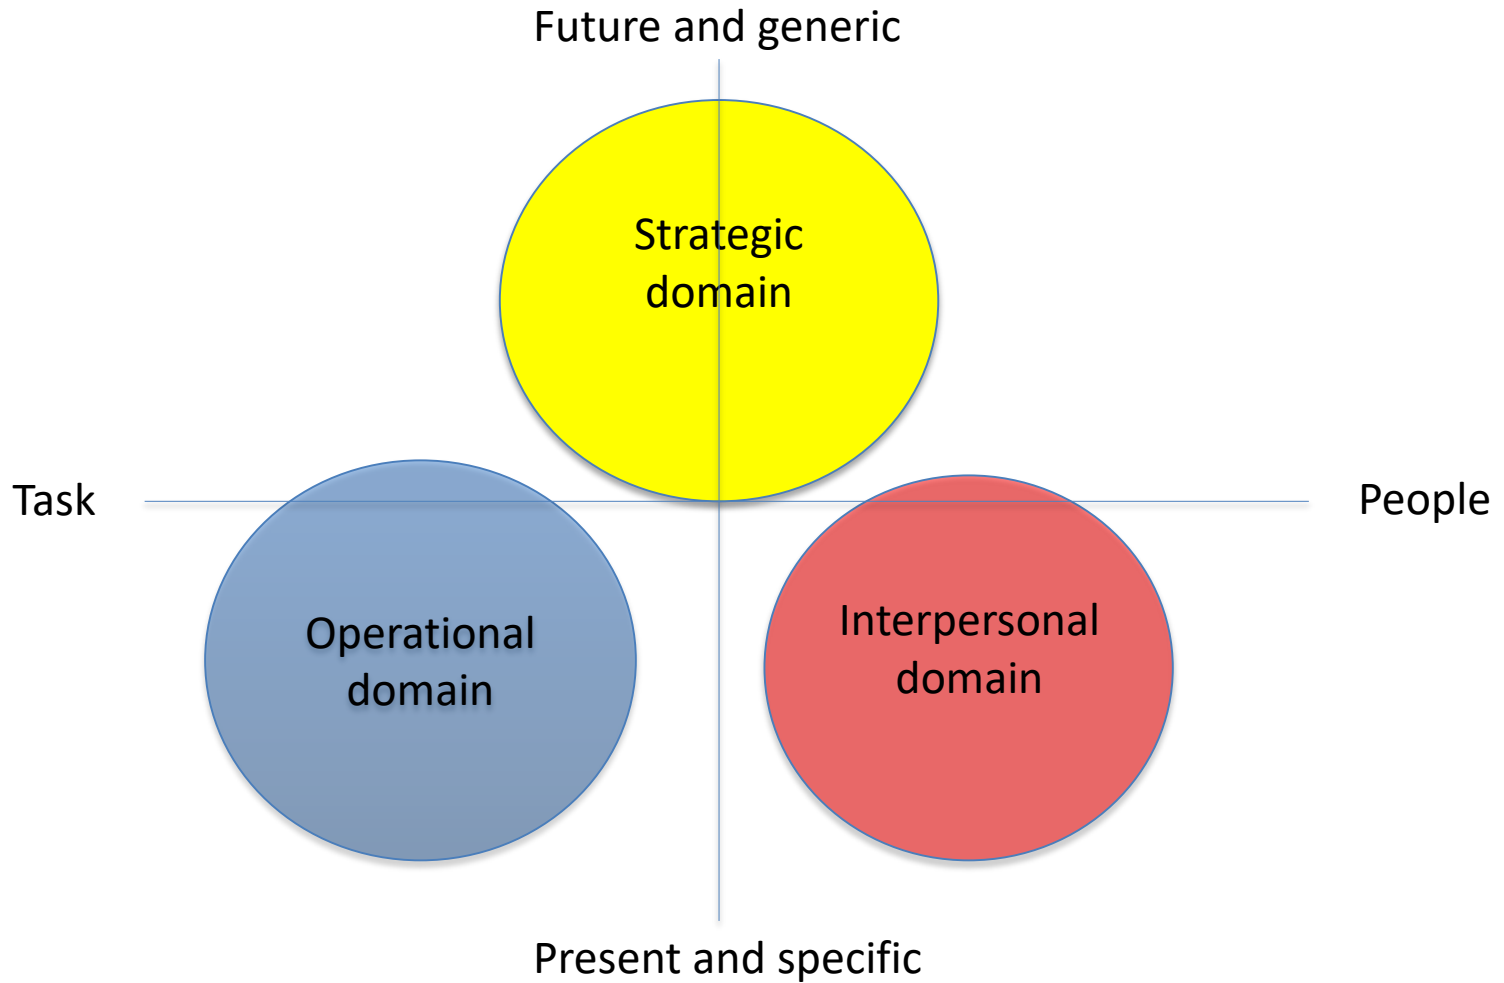 Future and generic
Strategic
domain
Task
People
Operational
domain
Interpersonal
domain
Present and specific